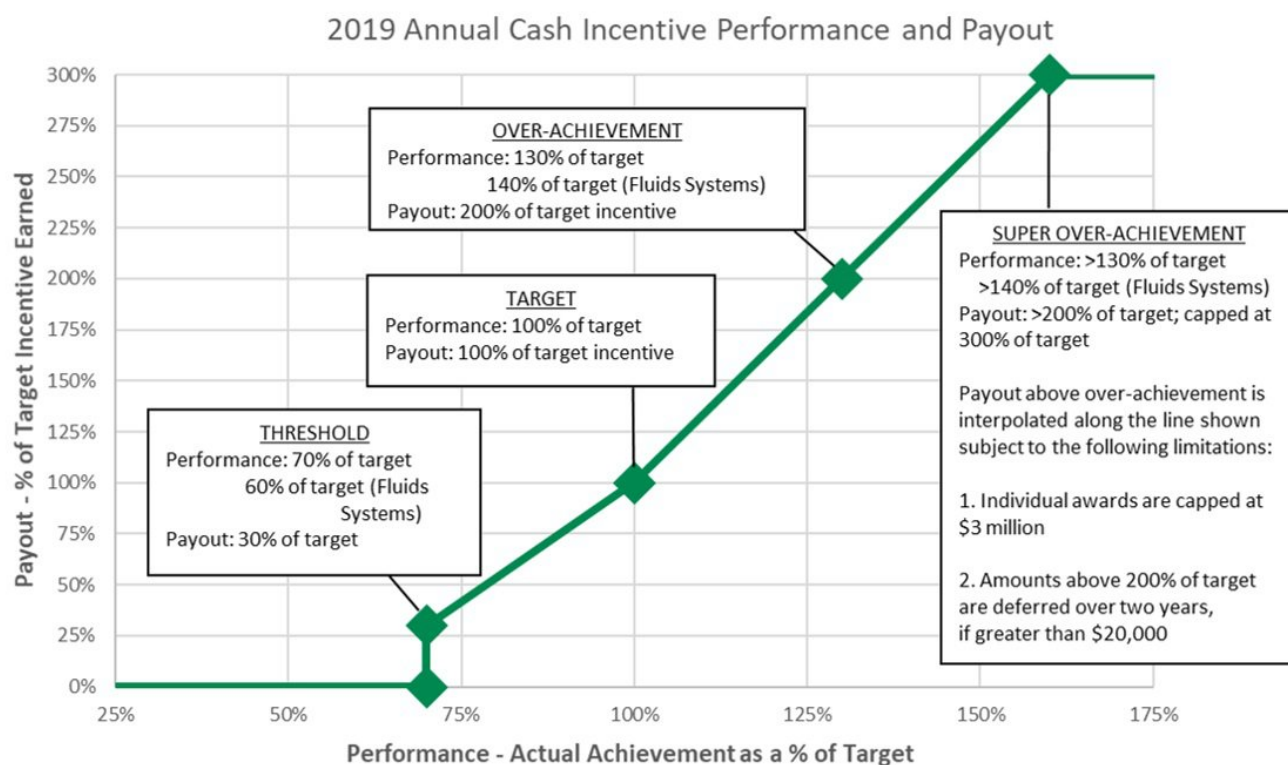 2019 Annual Cash Incentive Performance and Payout
Payout - % of Target Incentive Earned
300%
275%
250%
225%
200%
175%
150%
125%
100%
75%
50%
25%
0%
OVER-ACHIEVEMENT
Performance: 130% of target
140% of target (Fluids Systems)
Payout: 200% of target incentive
TARGET
Performance: 100% of target
Payout: 100% of target incentive
THRESHOLD
Performance: 70% of target
60% of target (Fluids
Systems)
Payout: 30% of target
SUPER OVER-ACHIEVEMENT
Performance: >130% of target
>140% of target (Fluids Systems)
Payout: >200% of target; capped at
300% of target
Payout above over-achievement is
interpolated along the line shown
subject to the following limitations:
1. Individual awards are capped at
$3 million
2. Amounts above 200% of target
are deferred over two years,
if greater than $20,000
25%
50%
75%
100%
125%
150%
175%
Performance - Actual Achievement as a % of Target